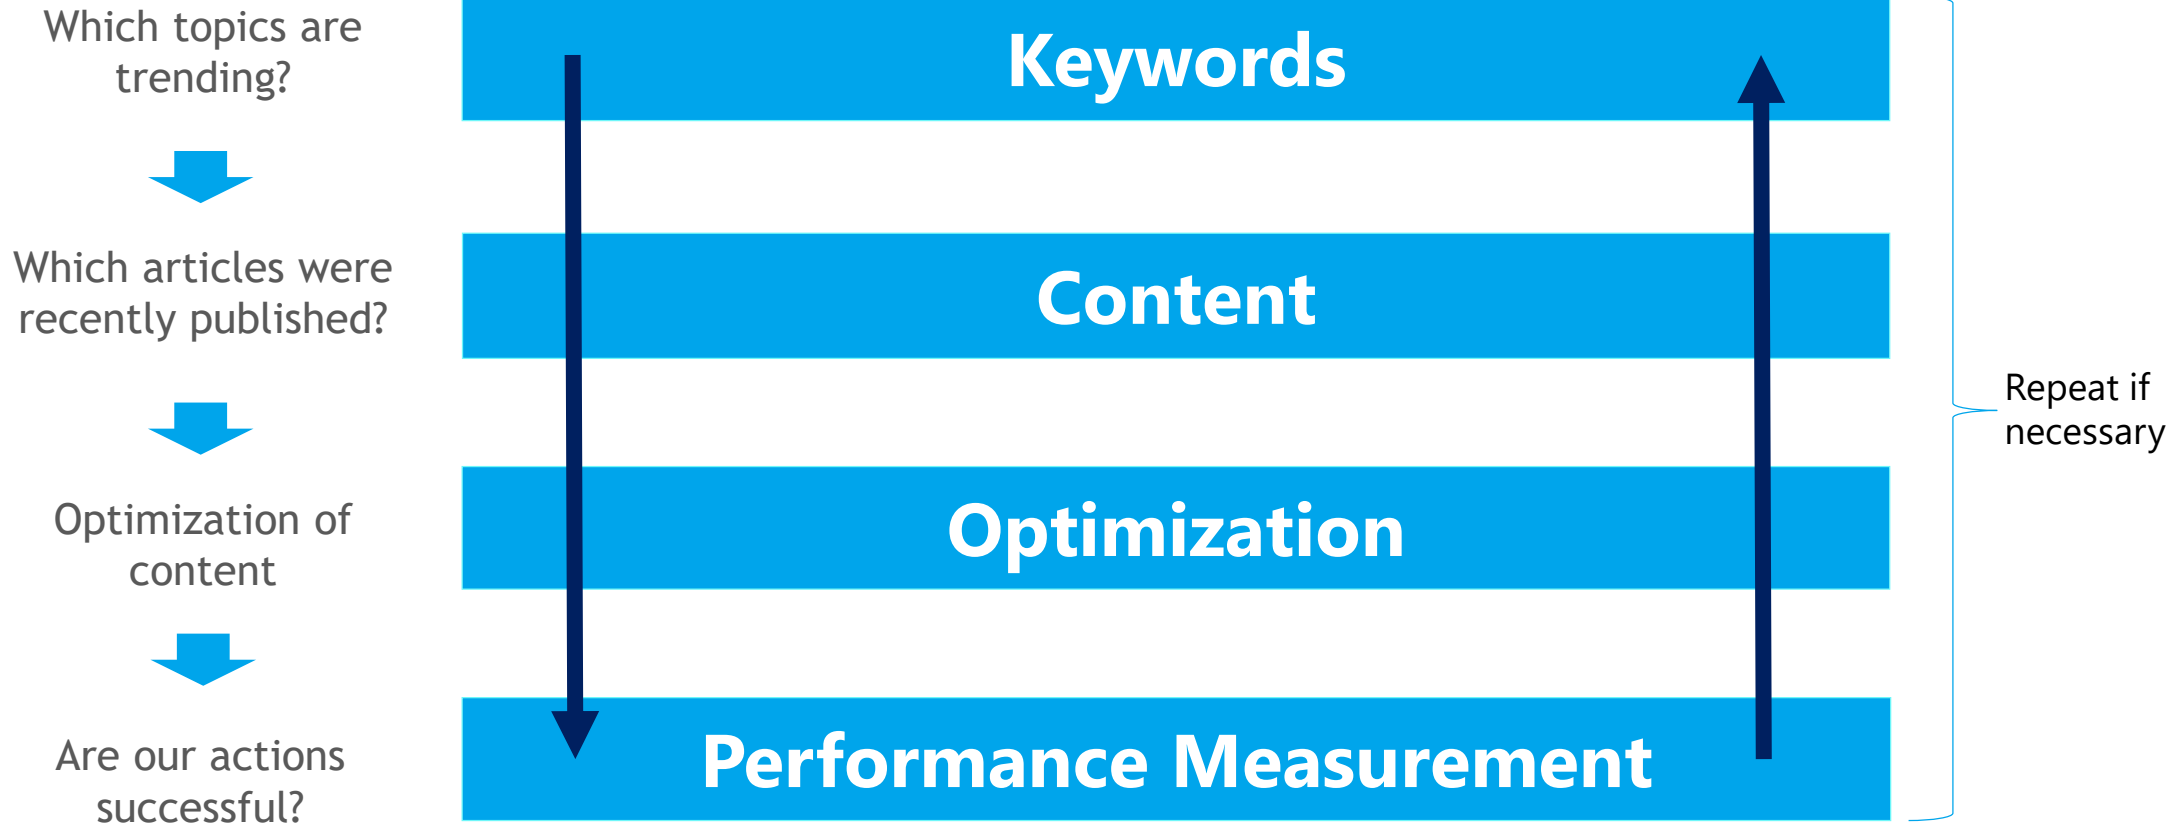 Which topics are
trending?
Keywords
Which articles were
recently published?
Content
Repeat if
necessary
Optimization of
content
Optimization
Are our actions
successful?
Performance Measurement